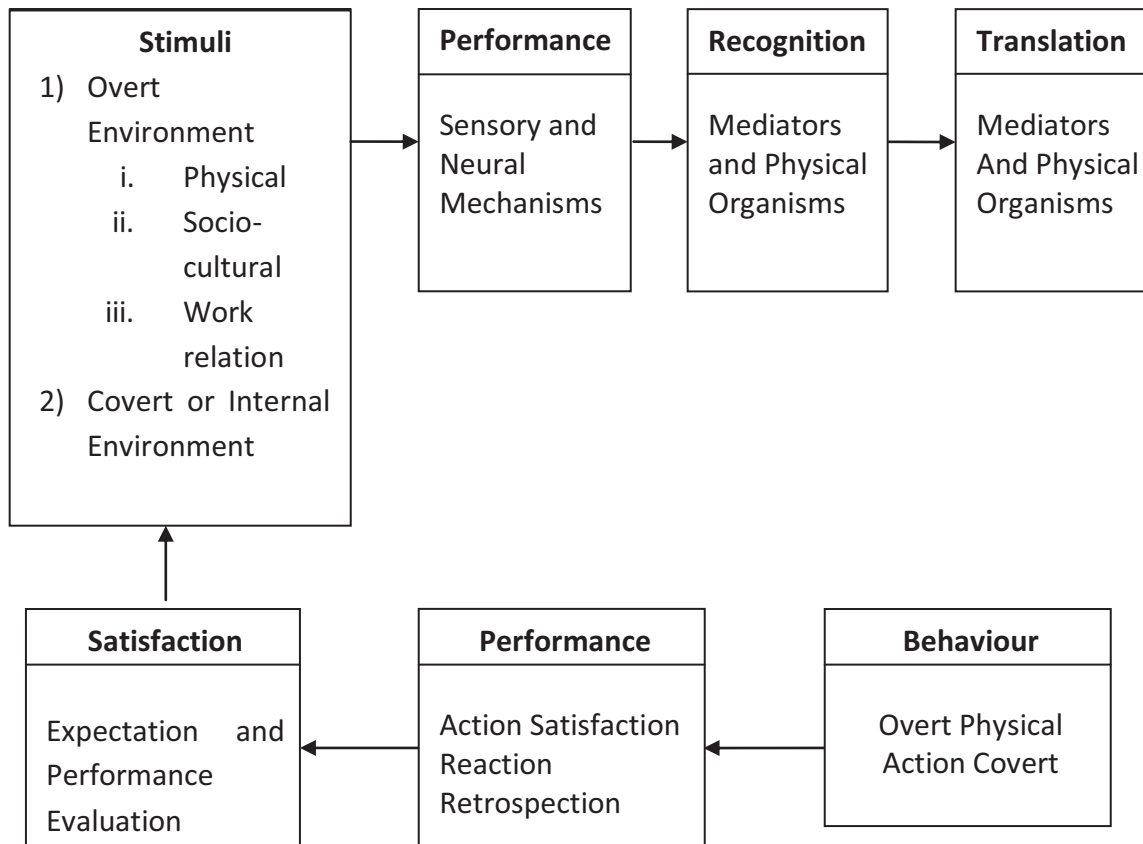 Stimuli
1) Overt
Environment
i. Physical
ii. Socio-
cultural
iii. Work
relation
2) Covert or Internal
Environment
Performance
Sensory and
Neural
Mechanisms
Recognition
Mediators
and Physical
Organisms
Translation
Mediators
And Physical
Organisms
Satisfaction
Expectation and
Performance
Evaluation
Performance
Action Satisfaction
Reaction
Retrospection
Behaviour
Overt Physical
Action Covert